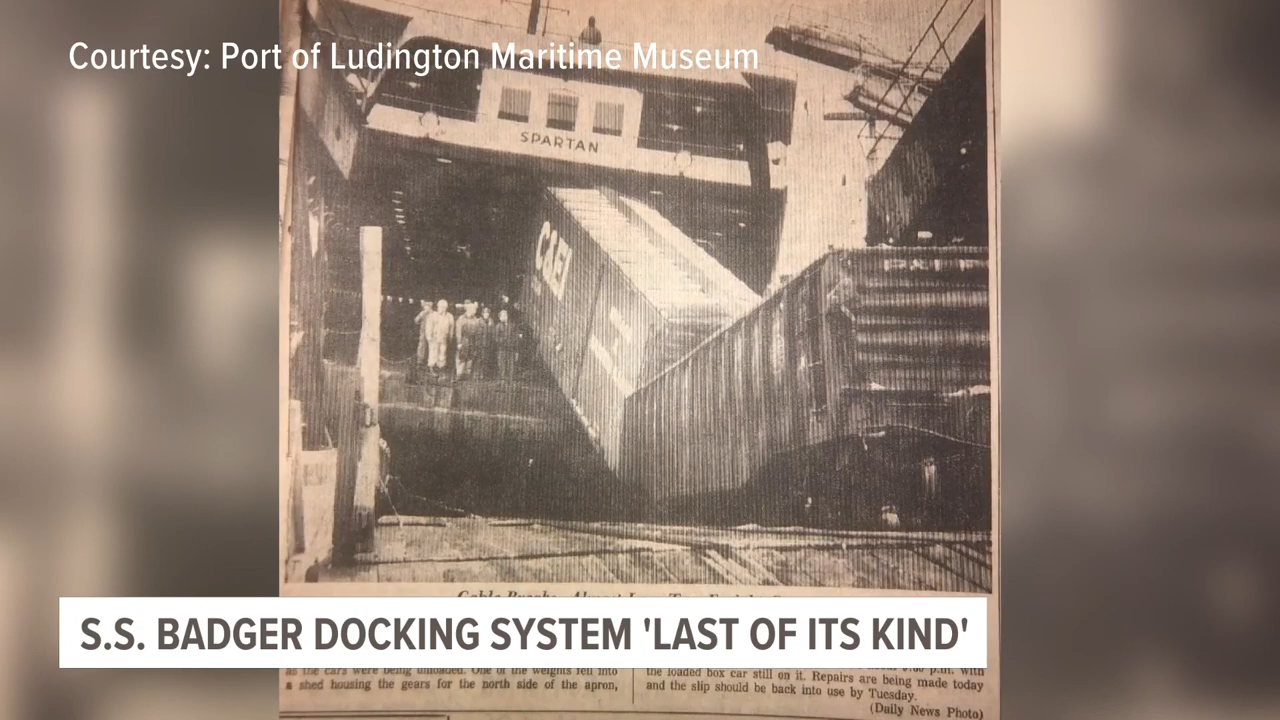 Courtesy: Port of Ludington Maritime Museum
SPARTAN
C&EI
S.S. BADGER DOCKING SYSTEM 'LAST OF ITS KIND'
as the cars were being unloaded. One of the weights fell into
a shed housing the gears for the north side of the apron,
p.m. with
the loaded box car still on it. Repairs are being made today
and the slip should be back into use by Tuesday.
(Daily News Photo)